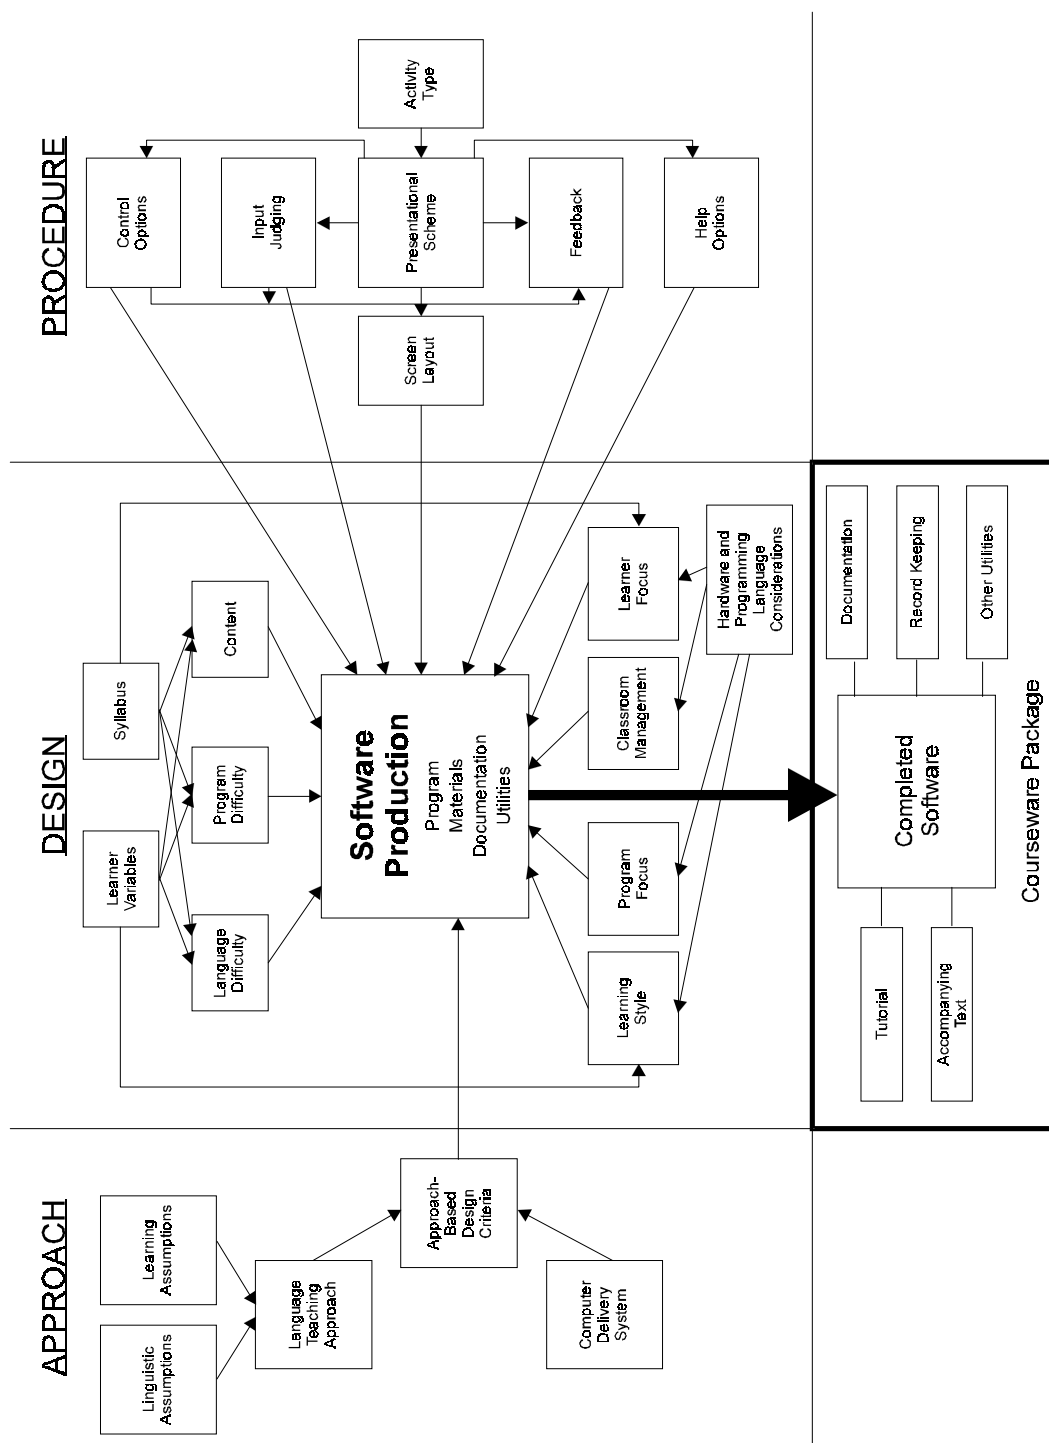 APPROACH
Linguistic
Assumptions
Learning
Assumptions
Language
Teaching
Approach
Approach-
Based
Design
Criteria
Computer
Delivery
System
DESIGN
Learner
Variables
Syllabus
Language
Difficulty
Program
Difficulty
Content
Software
Production
Program
Materials
Documentation
Utilities
Learning
Style
Program
Focus
Classroom
Management
Learner
Focus
Hardware and
Programming
Language
Considerations
PROCEDURE
Control
Options
Input
Judging
Presentational
Scheme
Activity
Type
Feedback
Help
Options
Screen
Layout
Tutorial
Accompanying
Text
Completed
Software
Documentation
Record Keeping
Other Utilities
Courseware Package